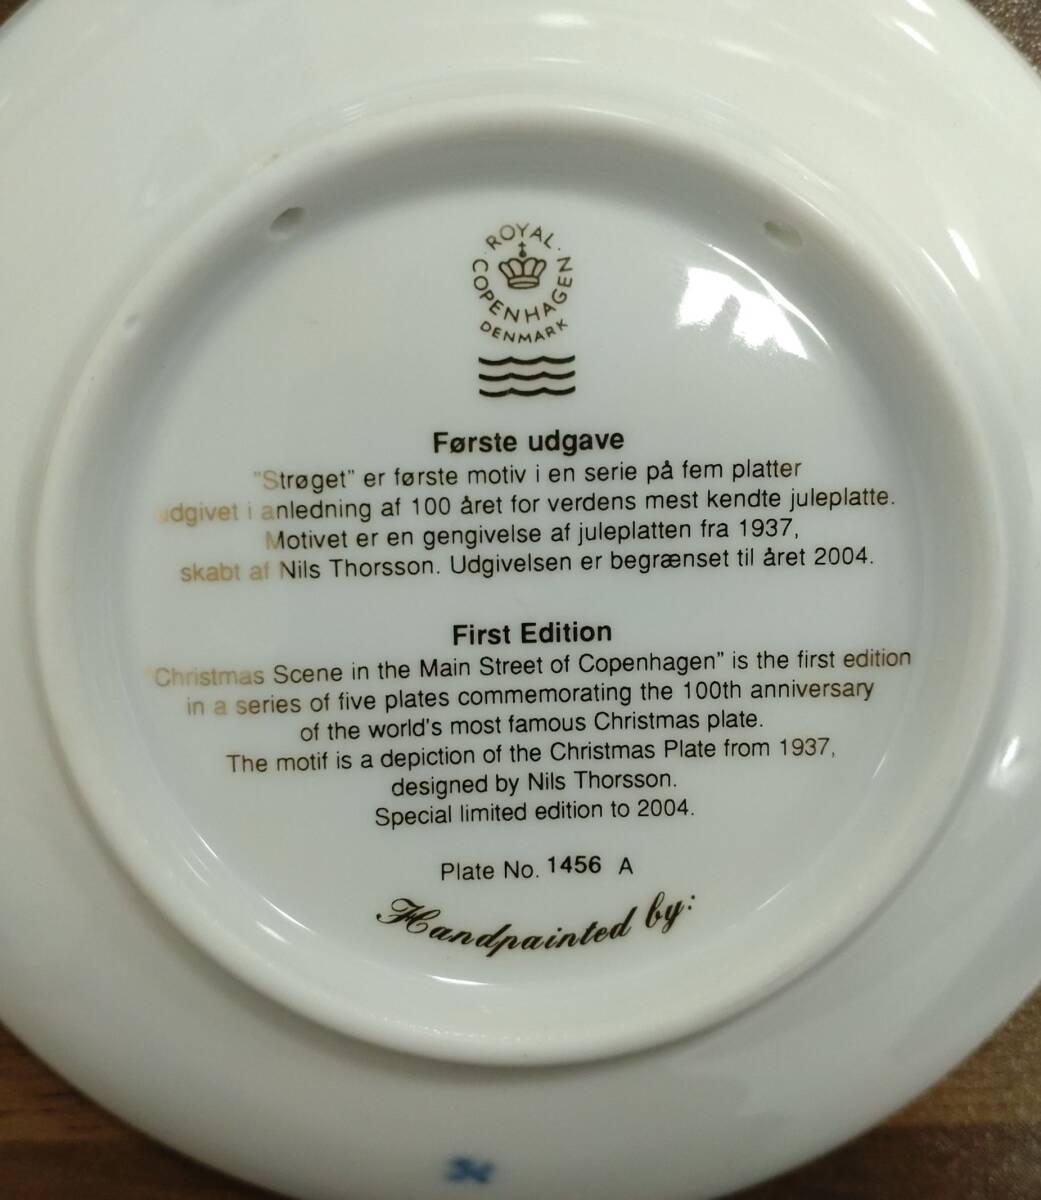 ROYAL
COPENHAGEN
DENMARK
Første udgave
"Strøget" er første motiv i en serie på fem platter
udgivet i anledning af 100 året for verdens mest kendte juleplatte.
Motivet er en gengivelse af juleplatten fra 1937,
skabt af Nils Thorsson. Udgivelsen er begrænset til året 2004.
First Edition
"Christmas Scene in the Main Street of Copenhagen" is the first edition
in a series of five plates commemorating the 100th anniversary
of the world's most famous Christmas plate.
The motif is a depiction of the Christmas Plate from 1937,
designed by Nils Thorsson.
Special limited edition to 2004.
Plate No. 1456 A
Handpainted by: